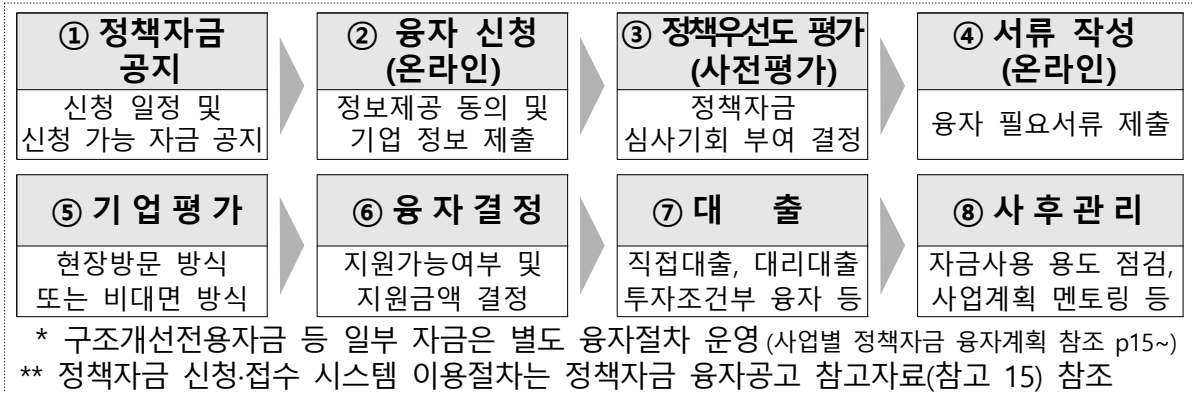 ① 정책자금
공지
신청 일정 및
신청 가능 자금 공지
② 융자 신청
(온라인)
정보제공 동의 및
기업 정보 제출
③ 정책우선도 평가
(사전평가)
정책자금
심사기회 부여 결정
④ 서류 작성
(온라인)
융자 필요서류 제출
⑤ 기 업 평 가
현장방문 방식
또는 비대면 방식
⑥ 융 자 결 정
지원가능여부 및
지원금액 결정
⑦ 대 출
직접대출, 대리대출
투자조건부 융자 등
⑧ 사 후 관 리
자금사용 용도 점검,
사업계획 멘토링 등
* 구조개선전용자금 등 일부 자금은 별도 융자절차 운영 (사업별 정책자금 융자계획 참조 p15~)
** 정책자금 신청·접수 시스템 이용절차는 정책자금 융자공고 참고자료(참고 15) 참조